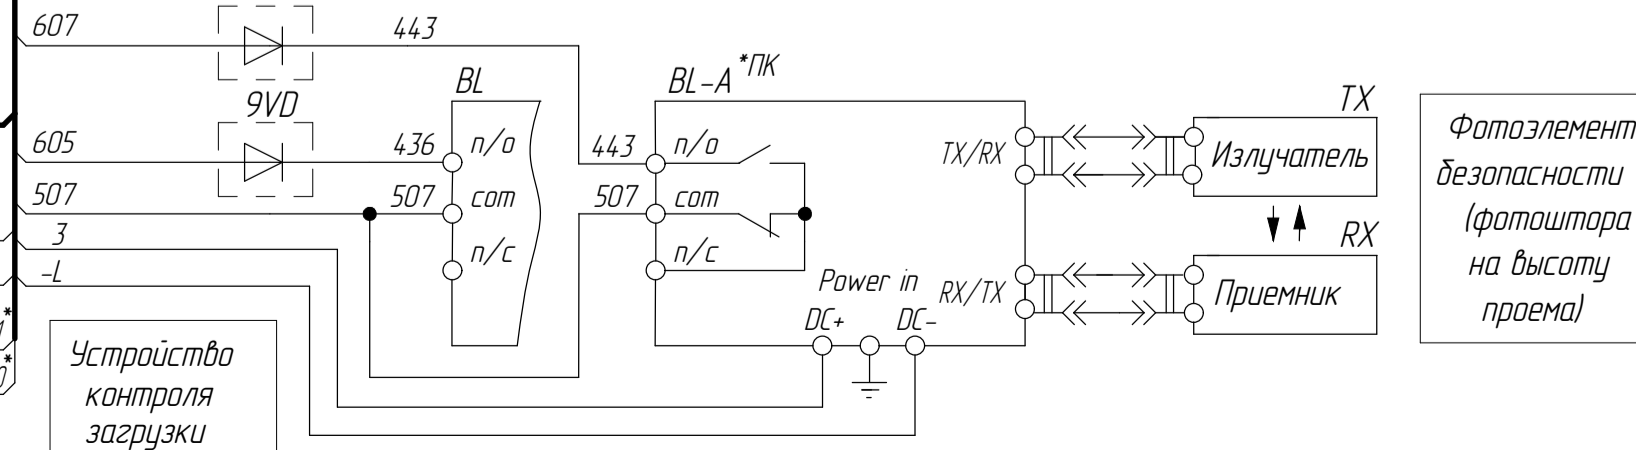 607
443
9VD
605
436
507
507
3
-L
BL
п/о
com
п/с
BL-A *ПК
443
п/о
507
com
п/с
TX/RX
RX/TX
Power in
DC+
DC-
TX
Излучатель
RX
Приемник
Фотоэлемент
безопасности
(фотоштора
на высоту
проема)
Устройство
контроля
загрузки